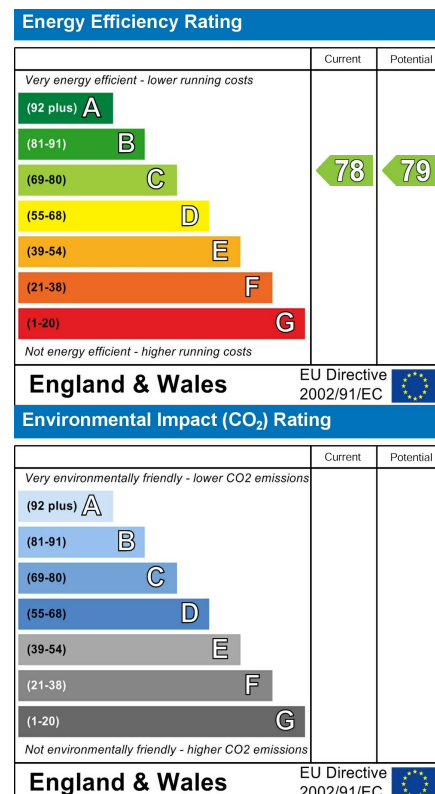 Energy Efficiency Rating
Current Potential
Very energy efficient - lower running costs
(92 plus) A
(81-91) B
(69-80) C 78 79
(55-68) D
(39-54) E
(21-38) F
(1-20) G
Not energy efficient - higher running costs
England & Wales EU Directive 2002/91/EC
Environmental Impact (CO₂) Rating
Current Potential
Very environmentally friendly - lower CO2 emissions
(92 plus) A
(81-91) B
(69-80) C
(55-68) D
(39-54) E
(21-38) F
(1-20) G
Not environmentally friendly - higher CO2 emissions
England & Wales EU Directive 2002/91/EC